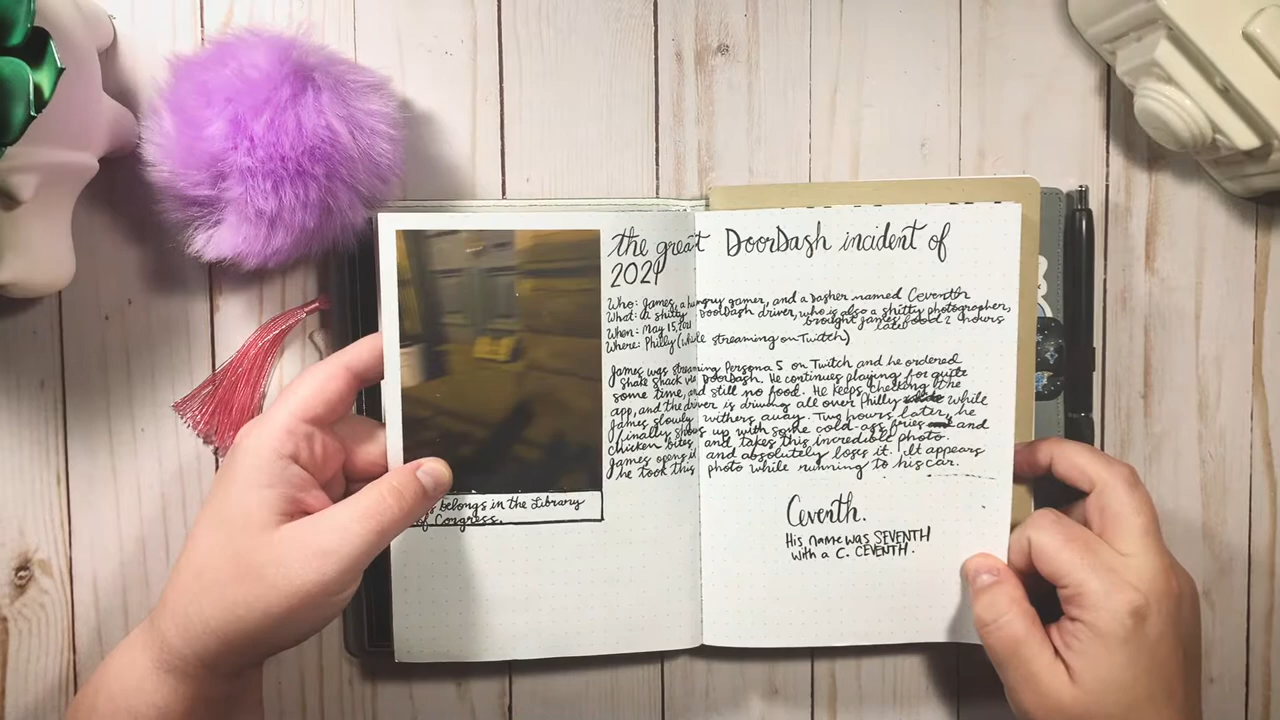 the great DoorDash incident of
2021
Who: James, a hungry gamer, and a Dasher named Ceventh
What: a shitty DoorDash driver, who is also a shitty photographer,
brought James' food 2 hours
late
When: May 15, 2021
Where: Philly (while streaming on Twitch)
James was streaming Persona 5 on Twitch and he ordered
Shake Shack via DoorDash. He continues playing for quite
some time, and still no food. He keeps checking the
app, and the driver is driving all over Philly while
James slowly withers away. Two hours later, he
finally shows up with some cold-ass fries and
chicken bites and takes this incredible photo.
James opens it and absolutely loses it. It appears
he took this photo while running to his car.
belongs in the Library
of Congress.
Ceventh.
His name was SEVENTH
with a C. CEVENTH.